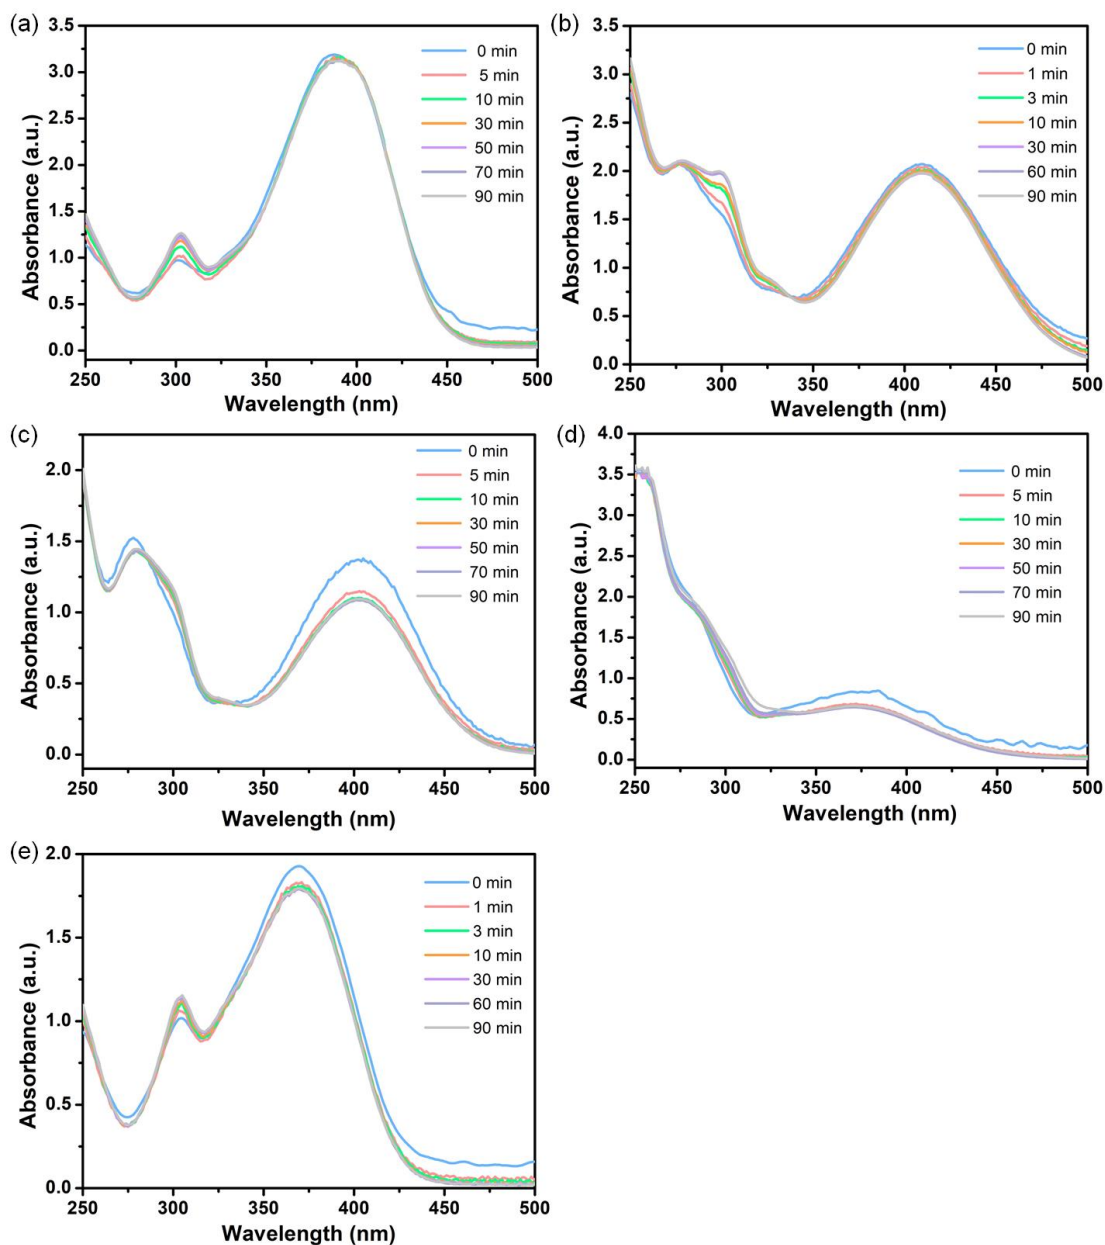 (a)
3.5
3.0
2.5
2.0
1.5
1.0
0.5
0.0
Absorbance (a.u.)
250 300 350 400 450 500
Wavelength (nm)
0 min
5 min
10 min
30 min
50 min
70 min
90 min
(b)
3.5
3.0
2.5
2.0
1.5
1.0
0.5
0.0
Absorbance (a.u.)
250 300 350 400 450 500
Wavelength (nm)
0 min
1 min
3 min
10 min
30 min
60 min
90 min
(c)
2.0
1.5
1.0
0.5
0.0
Absorbance (a.u.)
250 300 350 400 450 500
Wavelength (nm)
0 min
5 min
10 min
30 min
50 min
70 min
90 min
(d)
4.0
3.5
3.0
2.5
2.0
1.5
1.0
0.5
0.0
Absorbance (a.u.)
250 300 350 400 450 500
Wavelength (nm)
0 min
5 min
10 min
30 min
50 min
70 min
90 min
(e)
2.0
1.5
1.0
0.5
0.0
Absorbance (a.u.)
250 300 350 400 450 500
Wavelength (nm)
0 min
1 min
3 min
10 min
30 min
60 min
90 min